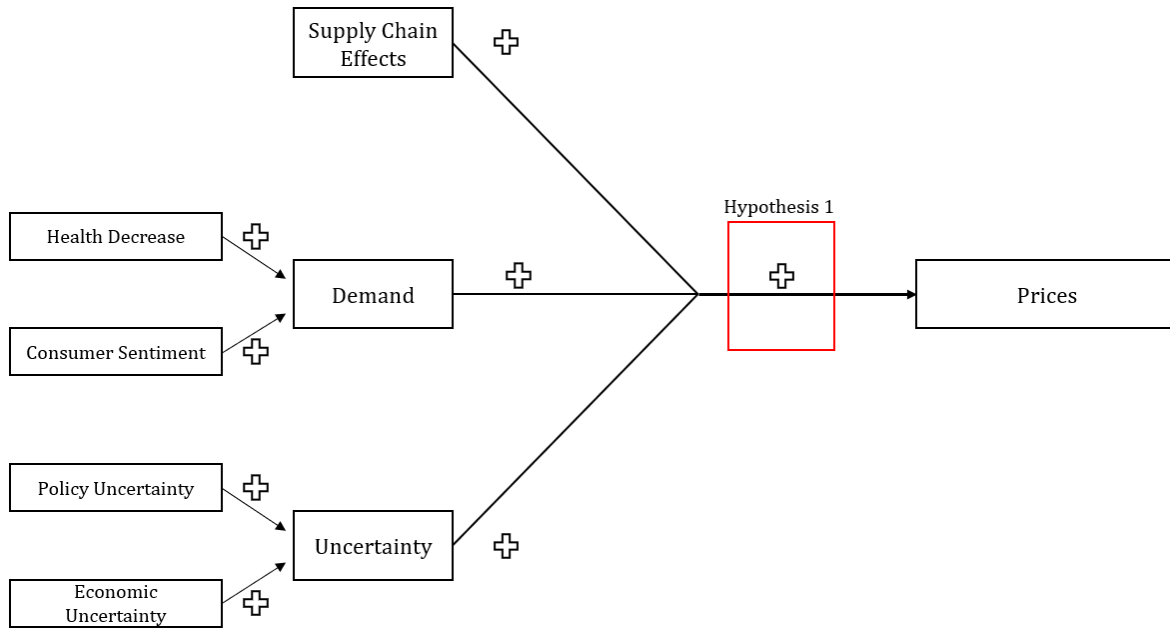 Supply Chain
Effects
Hypothesis 1
Health Decrease
Demand
Prices
Consumer Sentiment
Policy Uncertainty
Uncertainty
Economic
Uncertainty